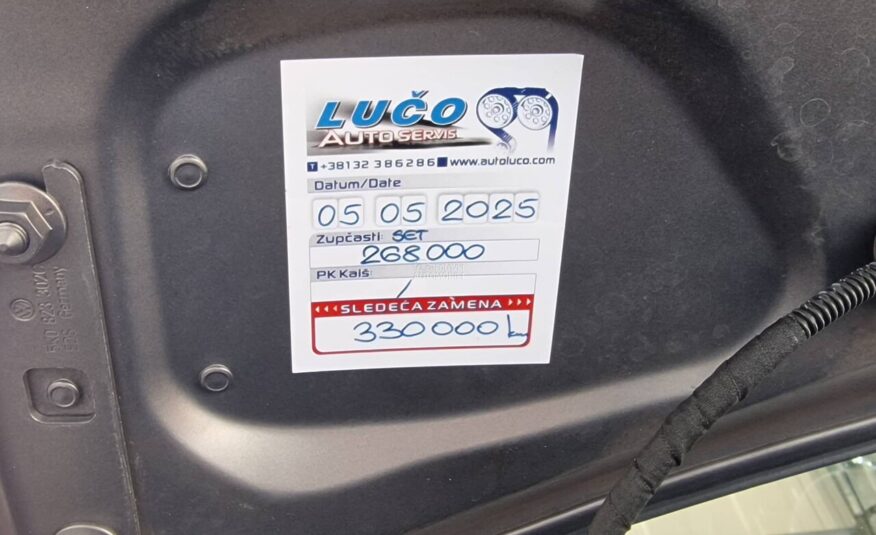 LUČO
AUTO SERVIS
T +38132 386286 www.autoluco.com
Datum/Date
05 05 2025
Zupčasti: SET
268000
PK Kaiš:
/
SLEDEĆA ZAMENA
330000 km
Germany